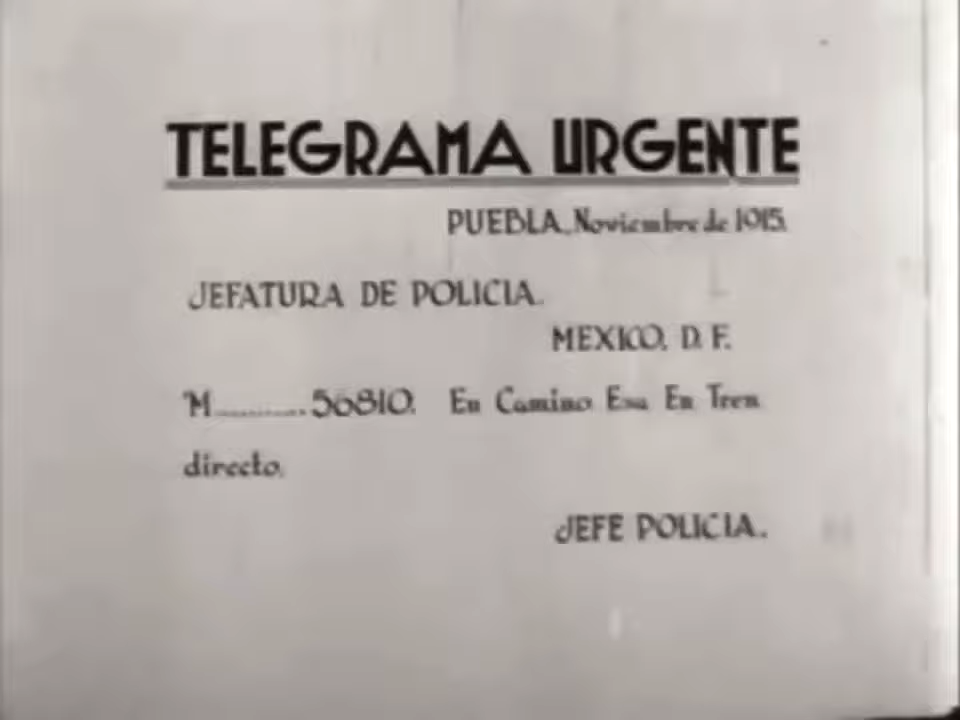 TELEGRAMA URGENTE
PUEBLA, Noviembre de 1915.
JEFATURA DE POLICIA.
MEXICO, D. F.
M..........56810. En Camino Esa En Tren
directo.
JEFE POLICIA.